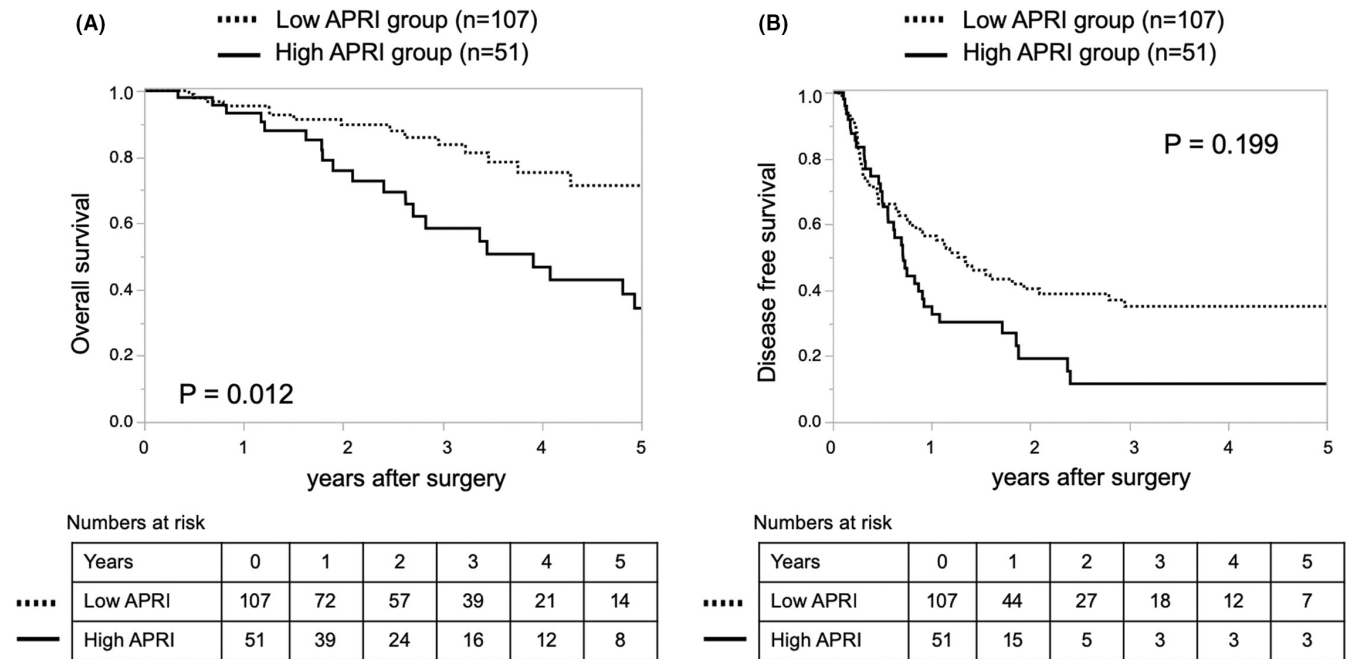 (A)
Low APRI group (n=107)
High APRI group (n=51)
1.0
0.8
0.6
0.4
0.2
0.0
Overall survival
P = 0.012
0 1 2 3 4 5
years after surgery
Numbers at risk
Years 0 1 2 3 4 5
Low APRI 107 72 57 39 21 14
High APRI 51 39 24 16 12 8
(B)
Low APRI group (n=107)
High APRI group (n=51)
1.0
0.8
0.6
0.4
0.2
0.0
Disease free survival
P = 0.199
0 1 2 3 4 5
years after surgery
Numbers at risk
Years 0 1 2 3 4 5
Low APRI 107 44 27 18 12 7
High APRI 51 15 5 3 3 3